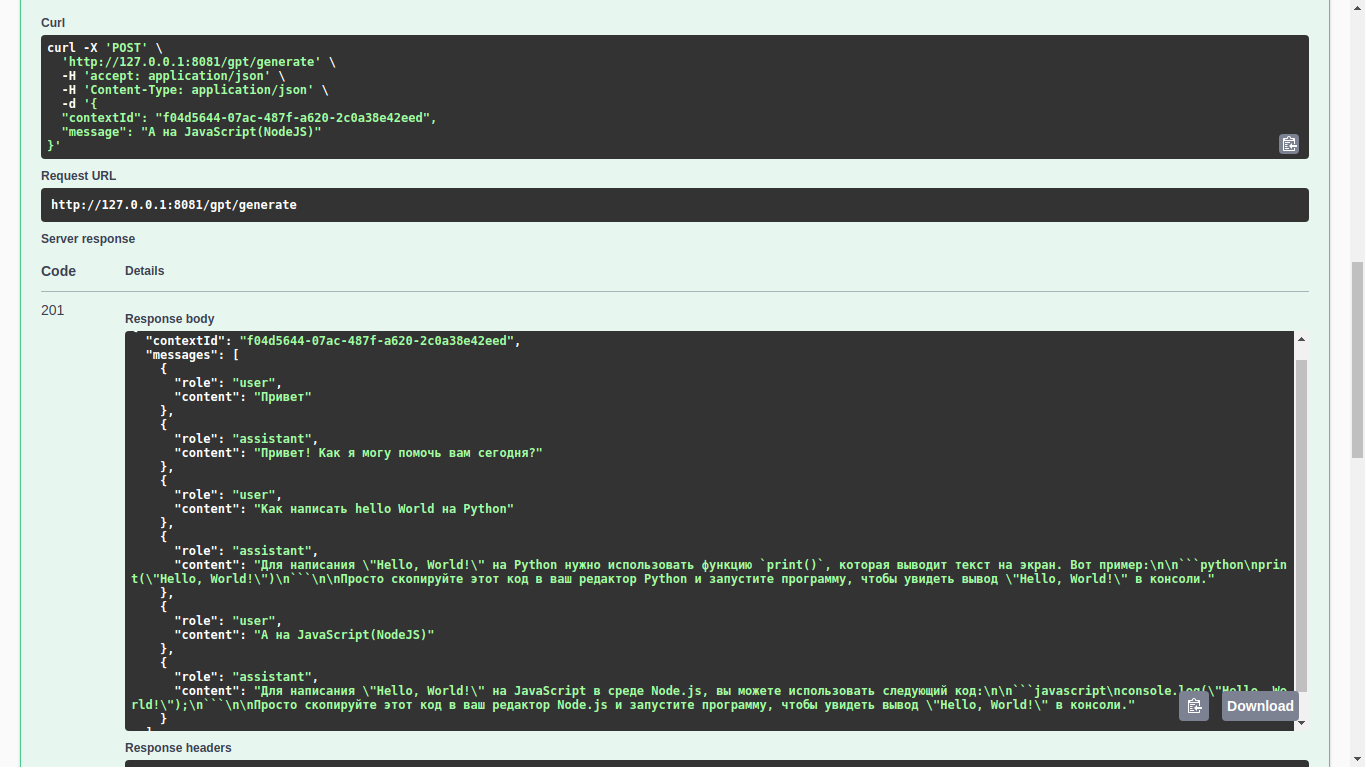 Curl
curl -X 'POST' \
'http://127.0.0.1:8081/gpt/generate' \
-H 'accept: application/json' \
-H 'Content-Type: application/json' \
-d '{
"contextId": "f04d5644-07ac-487f-a620-2c0a38e42eed",
"message": "А на JavaScript(NodeJS)"
}'
Request URL
http://127.0.0.1:8081/gpt/generate
Server response
Code Details
201
Response body
"contextId": "f04d5644-07ac-487f-a620-2c0a38e42eed",
"messages": [
{
"role": "user",
"content": "Привет"
},
{
"role": "assistant",
"content": "Привет! Как я могу помочь вам сегодня?"
},
{
"role": "user",
"content": "Как написать hello World на Python"
},
{
"role": "assistant",
"content": "Для написания \"Hello, World!\" на Python нужно использовать функцию `print()`, которая выводит текст на экран. Вот пример:\n\n```python\nprin
t(\"Hello, World!\")\n```\n\nПросто скопируйте этот код в ваш редактор Python и запустите программу, чтобы увидеть вывод \"Hello, World!\" в консоли."
},
{
"role": "user",
"content": "А на JavaScript(NodeJS)"
},
{
"role": "assistant",
"content": "Для написания \"Hello, World!\" на JavaScript в среде Node.js, вы можете использовать следующий код:\n\n```javascript\nconsole.log(\"Hello, Wo
rld!\");\n```\n\nПросто скопируйте этот код в ваш редактор Node.js и запустите программу, чтобы увидеть вывод \"Hello, World!\" в консоли."
}
Download
Response headers